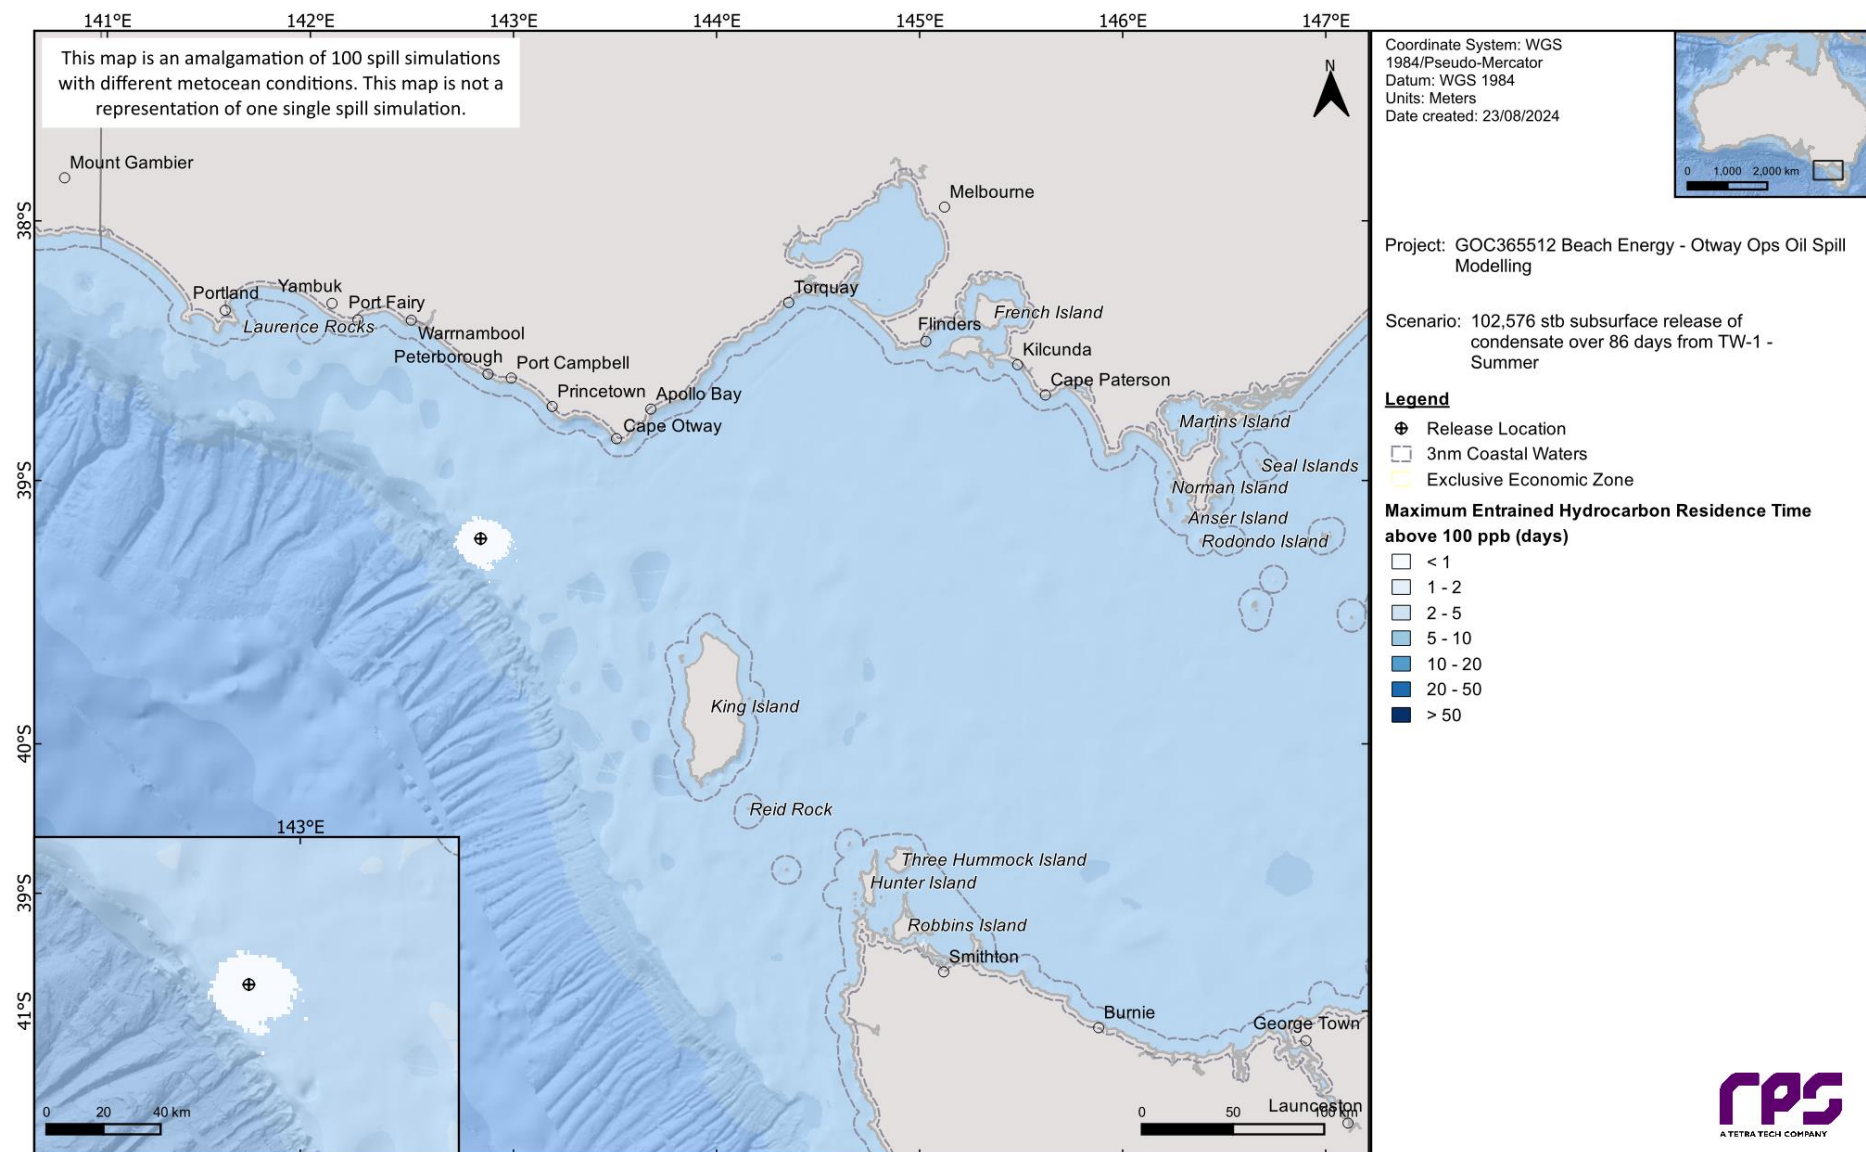 141°E 142°E 143°E 144°E 145°E 146°E 147°E
This map is an amalgamation of 100 spill simulations
with different metocean conditions. This map is not a
representation of one single spill simulation.
N
Mount Gambier
Melbourne
38°S
Portland
Yambuk
Port Fairy
Laurence Rocks
Warrnambool
Peterborough
Port Campbell
Princetown
Apollo Bay
Cape Otway
Torquay
Flinders
French Island
Kilcunda
Cape Paterson
Martins Island
Seal Islands
Norman Island
Anser Island
Rodondo Island
39°S
King Island
40°S
Reid Rock
Three Hummock Island
Hunter Island
Robbins Island
Smithton
Burnie
George Town
Launceston
41°S
0 50 100 km
143°E
39°S
0 20 40 km
Coordinate System: WGS
1984/Pseudo-Mercator
Datum: WGS 1984
Units: Meters
Date created: 23/08/2024
0 1,000 2,000 km
Project: GOC365512 Beach Energy - Otway Ops Oil Spill
Modelling
Scenario: 102,576 stb subsurface release of
condensate over 86 days from TW-1 -
Summer
Legend
Release Location
3nm Coastal Waters
Exclusive Economic Zone
Maximum Entrained Hydrocarbon Residence Time
above 100 ppb (days)
< 1
1 - 2
2 - 5
5 - 10
10 - 20
20 - 50
> 50
rps
A TETRA TECH COMPANY